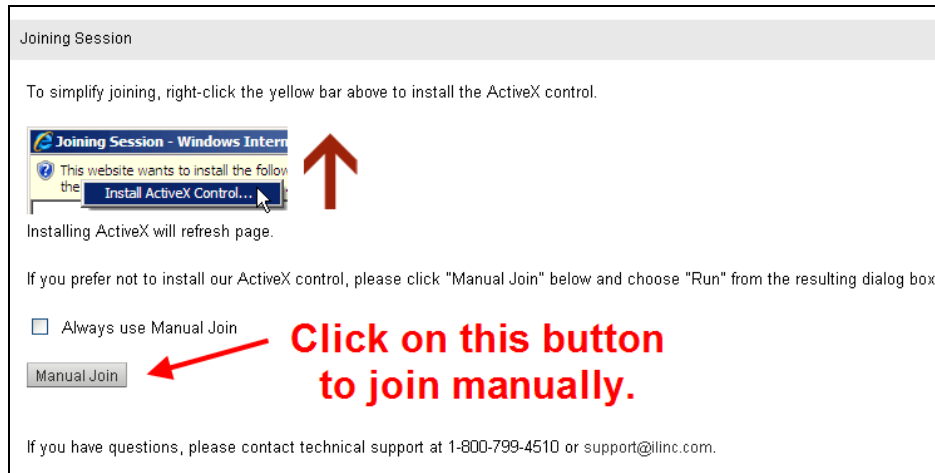 Joining Session
To simplify joining, right-click the yellow bar above to install the ActiveX control.
Joining Session - Windows Intern
This website wants to install the follow
the
Install ActiveX Control...
Installing ActiveX will refresh page.
If you prefer not to install our ActiveX control, please click "Manual Join" below and choose "Run" from the resulting dialog box
Always use Manual Join
Click on this button
to join manually.
Manual Join
If you have questions, please contact technical support at 1-800-799-4510 or support@ilinc.com.